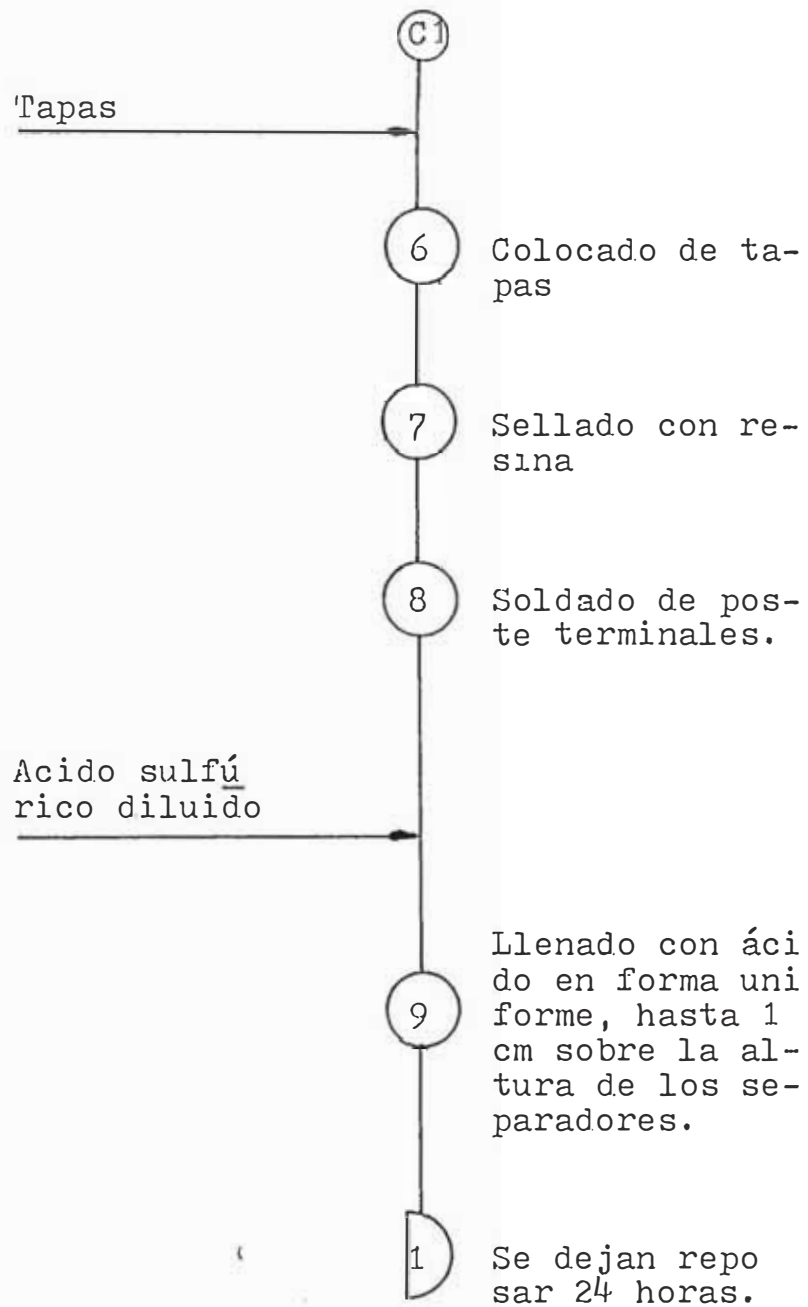 C1
Tapas
6
Colocado de ta-
pas
7
Sellado con re-
sina
8
Soldado de pos-
te terminales.
Acido sulfú
rico diluido
9
Llenado con áci
do en forma uni
forme, hasta 1
cm sobre la al-
tura de los se-
paradores.
1
Se dejan repo
sar 24 horas.